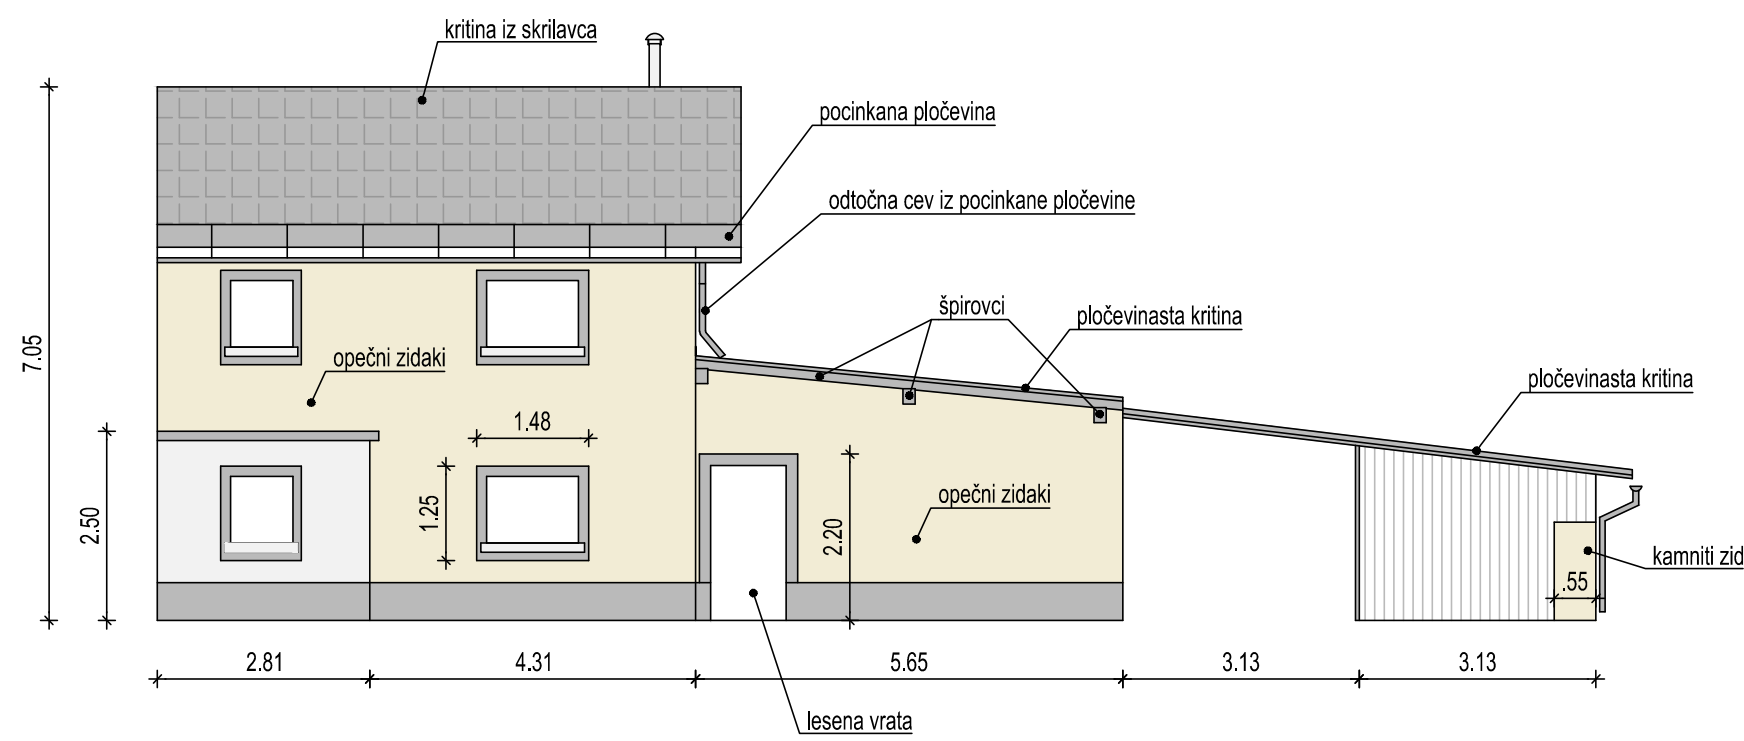 kritina iz skrilavca
pocinkana pločevina
odtočna cev iz pocinkane pločevine
špirovci
pločevinasta kritina
7.05
opečni zidaki
pločevinasta kritina
1.48
2.50
1.25
2.20
opečni zidaki
kamniti zid
.55
2.81
4.31
5.65
3.13
3.13
lesena vrata